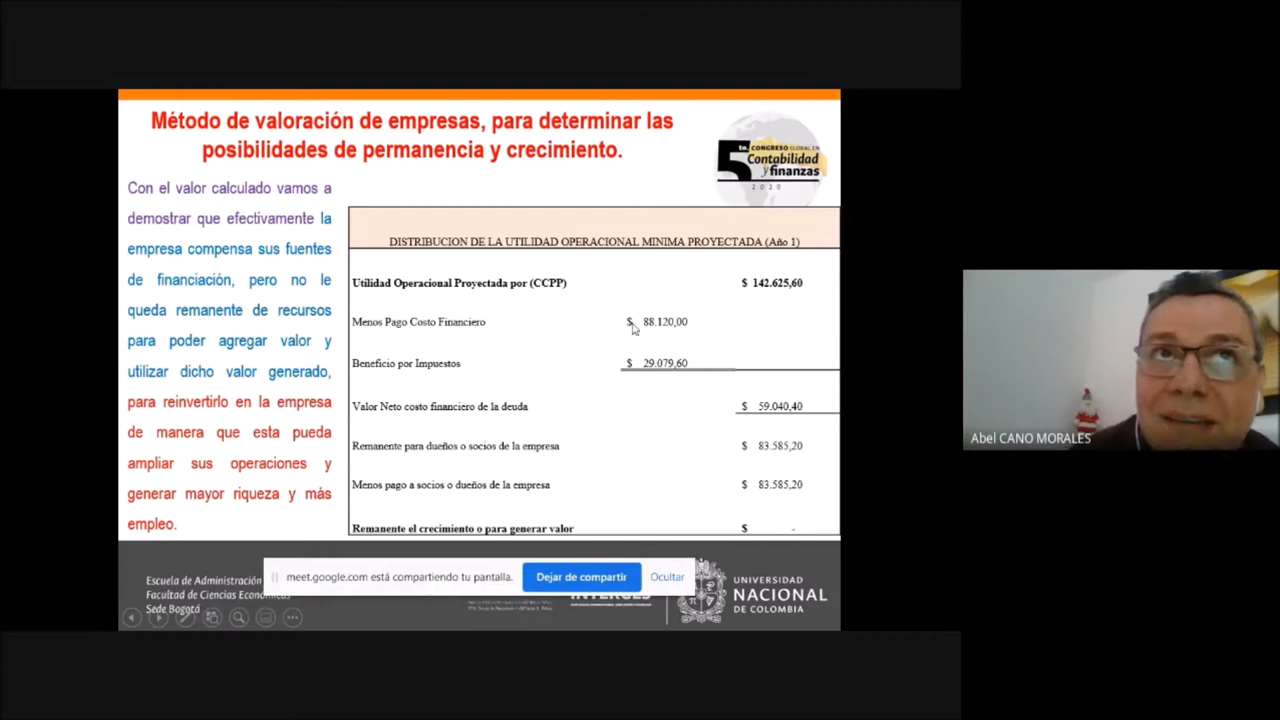 Método de valoración de empresas, para determinar las
posibilidades de permanencia y crecimiento.
5to. CONGRESO GLOBAL EN
Contabilidad
y finanzas
2020
Con el valor calculado vamos a
demostrar que efectivamente la
empresa compensa sus fuentes
de financiación, pero no le
queda remanente de recursos
para poder agregar valor y
utilizar dicho valor generado,
para reinvertirlo en la empresa
de manera que esta pueda
ampliar sus operaciones y
generar mayor riqueza y más
empleo.
DISTRIBUCION DE LA UTILIDAD OPERACIONAL MINIMA PROYECTADA (Año 1)
Utilidad Operacional Proyectada por (CCPP) $ 142.625,60
Menos Pago Costo Financiero $ 88.120,00
Beneficio por Impuestos $ 29.079,60
Valor Neto costo financiero de la deuda $ 59.040,40
Remanente para dueños o socios de la empresa $ 83.585,20
Menos pago a socios o dueños de la empresa $ 83.585,20
Remanente el crecimiento o para generar valor $ -
Abel CANO MORALES
meet.google.com está compartiendo tu pantalla.
Dejar de compartir
Ocultar
Escuela de Administración
Facultad de Ciencias Económicas
Sede Bogotá
INTERGES
UNIVERSIDAD
NACIONAL
DE COLOMBIA